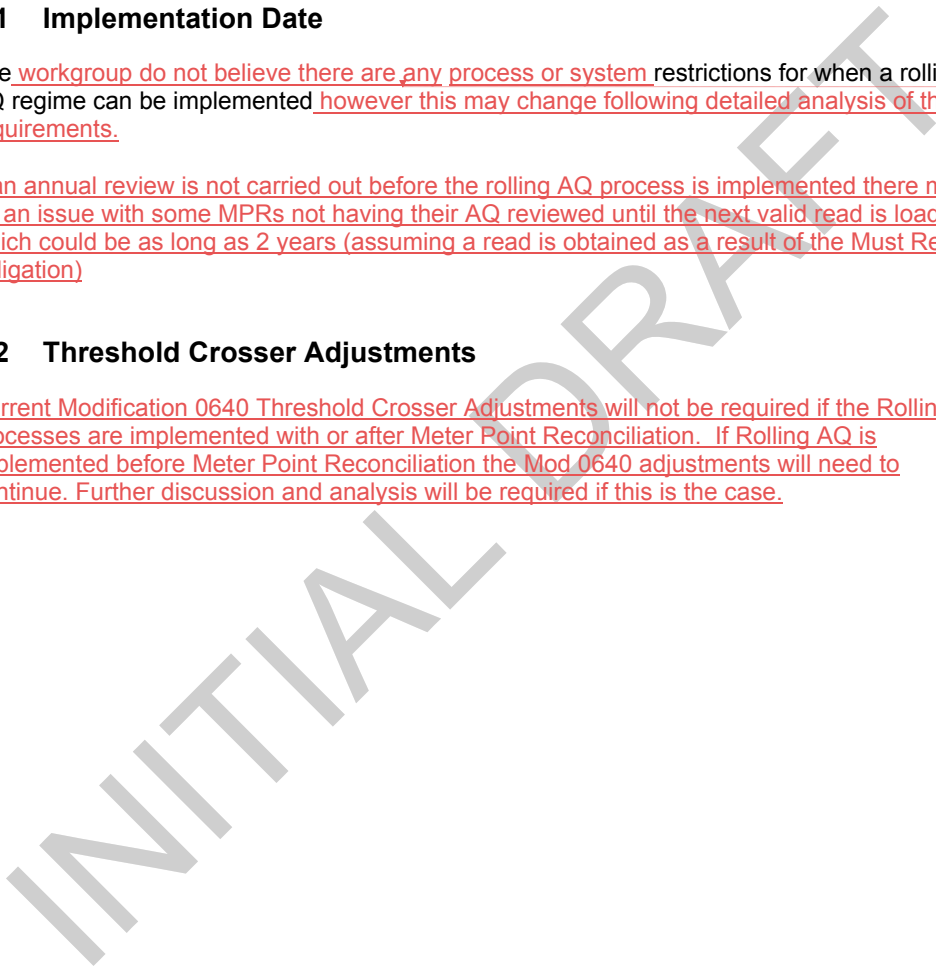 1 Implementation Date
e workgroup do not believe there are any process or system restrictions for when a rolli
Q regime can be implemented however this may change following detailed analysis of th
quirements.
an annual review is not carried out before the rolling AQ process is implemented there m
an issue with some MPRs not having their AQ reviewed until the next valid read is load
ich could be as long as 2 years (assuming a read is obtained as a result of the Must Re
ligation)
2 Threshold Crosser Adjustments
rrent Modification 0640 Threshold Crosser Adjustments will not be required if the Rollin
ocesses are implemented with or after Meter Point Reconciliation. If Rolling AQ is
plemented before Meter Point Reconciliation the Mod 0640 adjustments will need to
ntinue. Further discussion and analysis will be required if this is the case.
INITIAL DRAFT